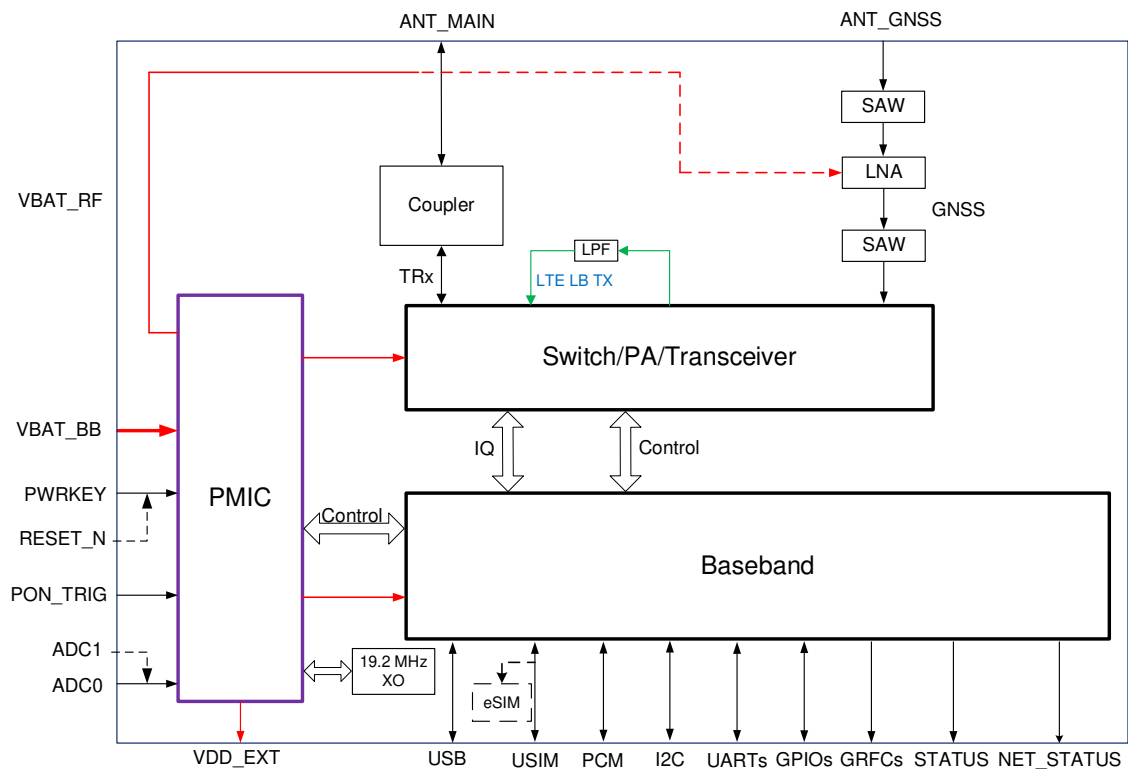 ANT_MAIN
ANT_GNSS
SAW
LNA
VBAT_RF
Coupler
GNSS
SAW
LPF
TRx
LTE LB TX
Switch/PA/Transceiver
VBAT_BB
IQ
Control
PWRKEY
PMIC
RESET_N
Control
Baseband
PON_TRIG
ADC1
19.2 MHz
XO
ADC0
eSIM
VDD_EXT
USB
USIM
PCM
I2C
UARTs
GPIOs
GRFCs
STATUS
NET_STATUS